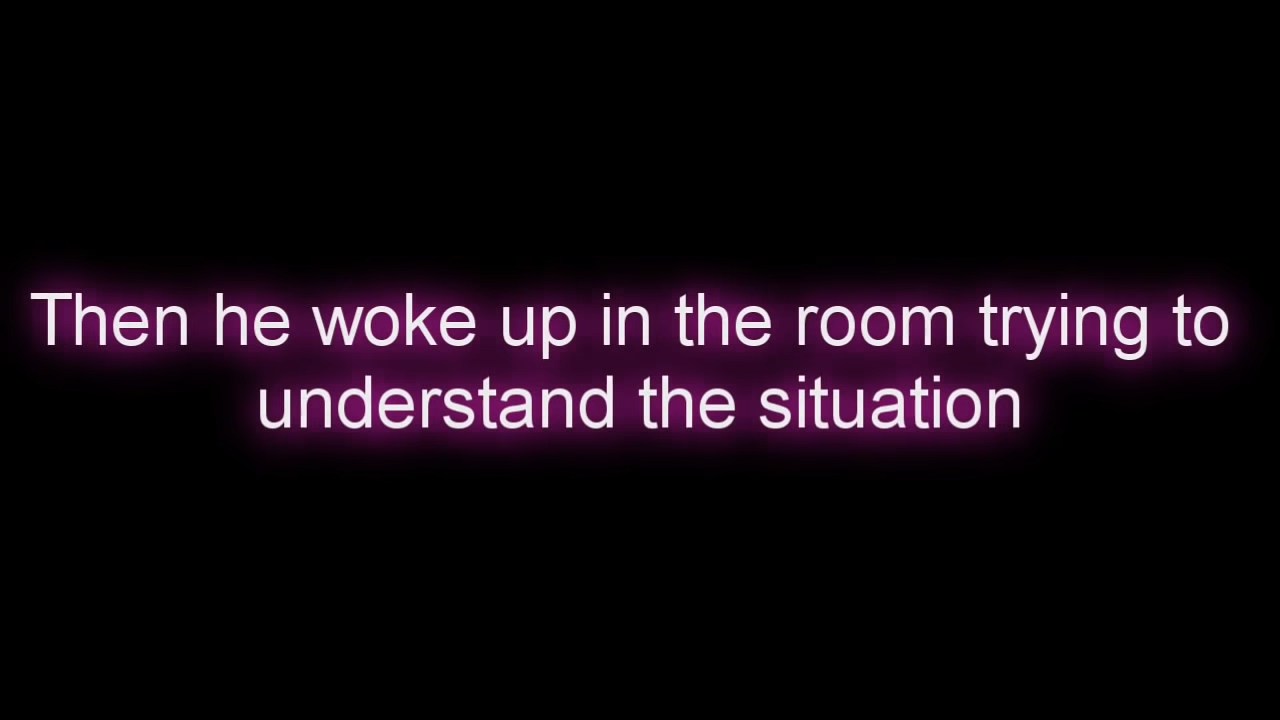 Then he woke up in the room trying to
understand the situation